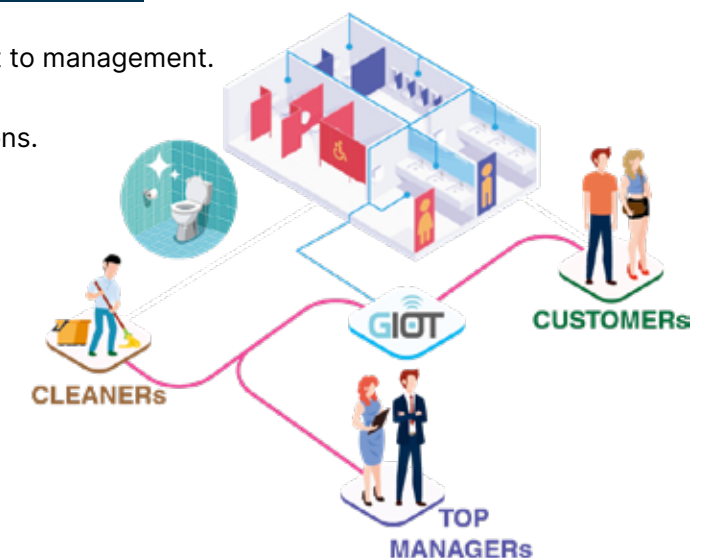 to management.
ns.
GIOT
CUSTOMERs
CLEANERs
TOP
MANAGERs